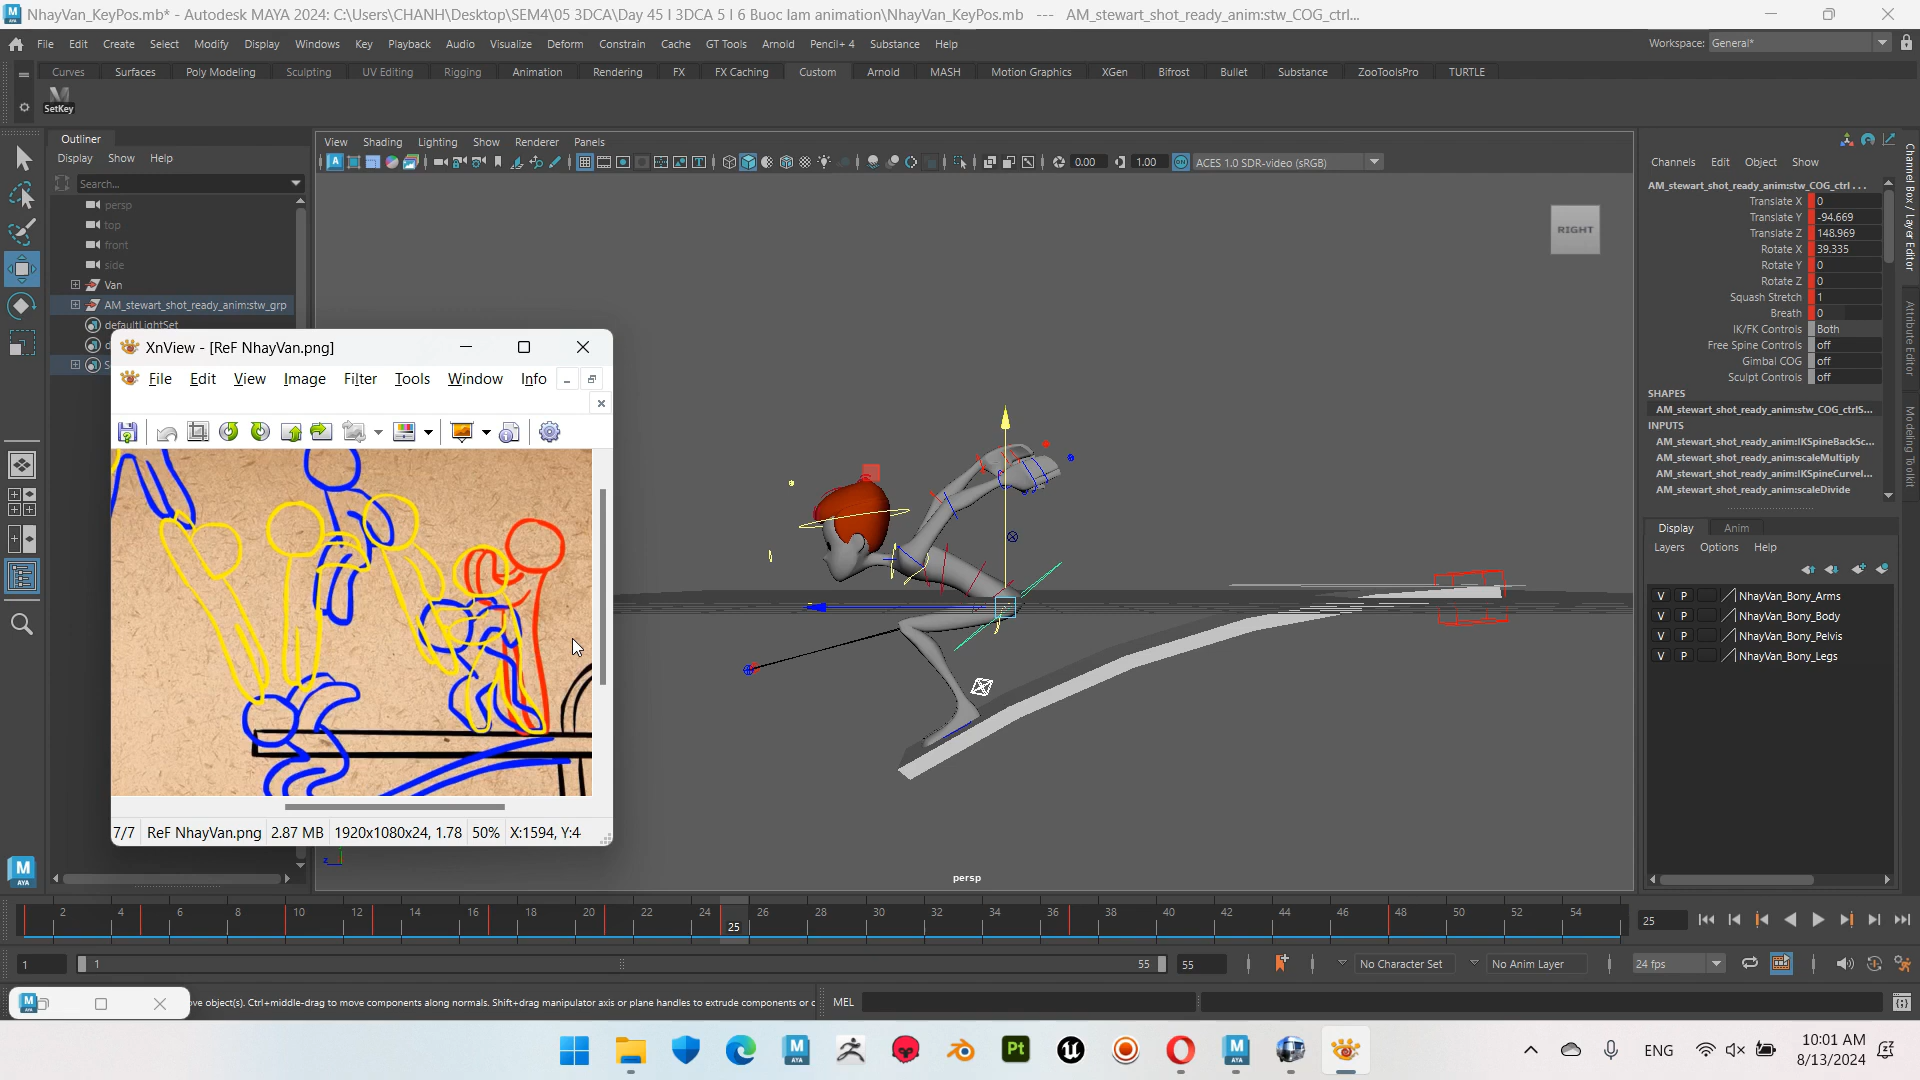 NhayVan_KeyPos.mb* - Autodesk MAYA 2024: C:\Users\CHANH\Desktop\SEM4\05 3DCA\Day 45 I 3DCA 5 I 6 Buoc lam animation\NhayVan_KeyPos.mb --- AM_stewart_shot_ready_anim:stw_COG_ctrl...
File Edit Create Select Modify Display Windows Key Playback Audio Visualize Deform Constrain Cache GT Tools Arnold Pencil+ 4 Substance Help
Workspace: General*
Curves Surfaces Poly Modeling Sculpting UV Editing Rigging Animation Rendering FX FX Caching Custom Arnold MASH Motion Graphics XGen Bifrost Bullet Substance ZooToolsPro TURTLE
SetKey
Outliner
Display Show Help
Search...
persp
top
front
side
Van
AM_stewart_shot_ready_anim:stw_grp
defaultLightSet
View Shading Lighting Show Renderer Panels
0.00 1.00 ON ACES 1.0 SDR-video (sRGB)
RIGHT
persp
XnView - [ReF NhayVan.png]
File Edit View Image Filter Tools Window Info
7/7 ReF NhayVan.png 2.87 MB 1920x1080x24, 1.78 50% X:1594, Y:4
Channels Edit Object Show
AM_stewart_shot_ready_anim:stw_COG_ctrl ...
Translate X 0
Translate Y -94.669
Translate Z 148.969
Rotate X 39.335
Rotate Y 0
Rotate Z 0
Squash Stretch 1
Breath 0
IK/FK Controls Both
Free Spine Controls off
Gimbal COG off
Sculpt Controls off
SHAPES
AM_stewart_shot_ready_anim:stw_COG_ctrlS...
INPUTS
AM_stewart_shot_ready_anim:IKSpineBackSc...
AM_stewart_shot_ready_anim:scaleMultiply
AM_stewart_shot_ready_anim:IKSpineCurveI...
AM_stewart_shot_ready_anim:scaleDivide
Display Anim
Layers Options Help
V P NhayVan_Bony_Arms
V P NhayVan_Bony_Body
V P NhayVan_Bony_Pelvis
V P NhayVan_Bony_Legs
Channel Box / Layer Editor
Attribute Editor
Modeling Toolkit
2 4 6 8 10 12 14 16 18 20 22 24 25 26 28 30 32 34 36 38 40 42 44 46 48 50 52 54
25
1 1 55 55 No Character Set No Anim Layer 24 fps
ove object(s). Ctrl+middle-drag to move components along normals. Shift+drag manipulator axis or plane handles to extrude components or c
MEL
M AYA
ENG
10:01 AM
8/13/2024